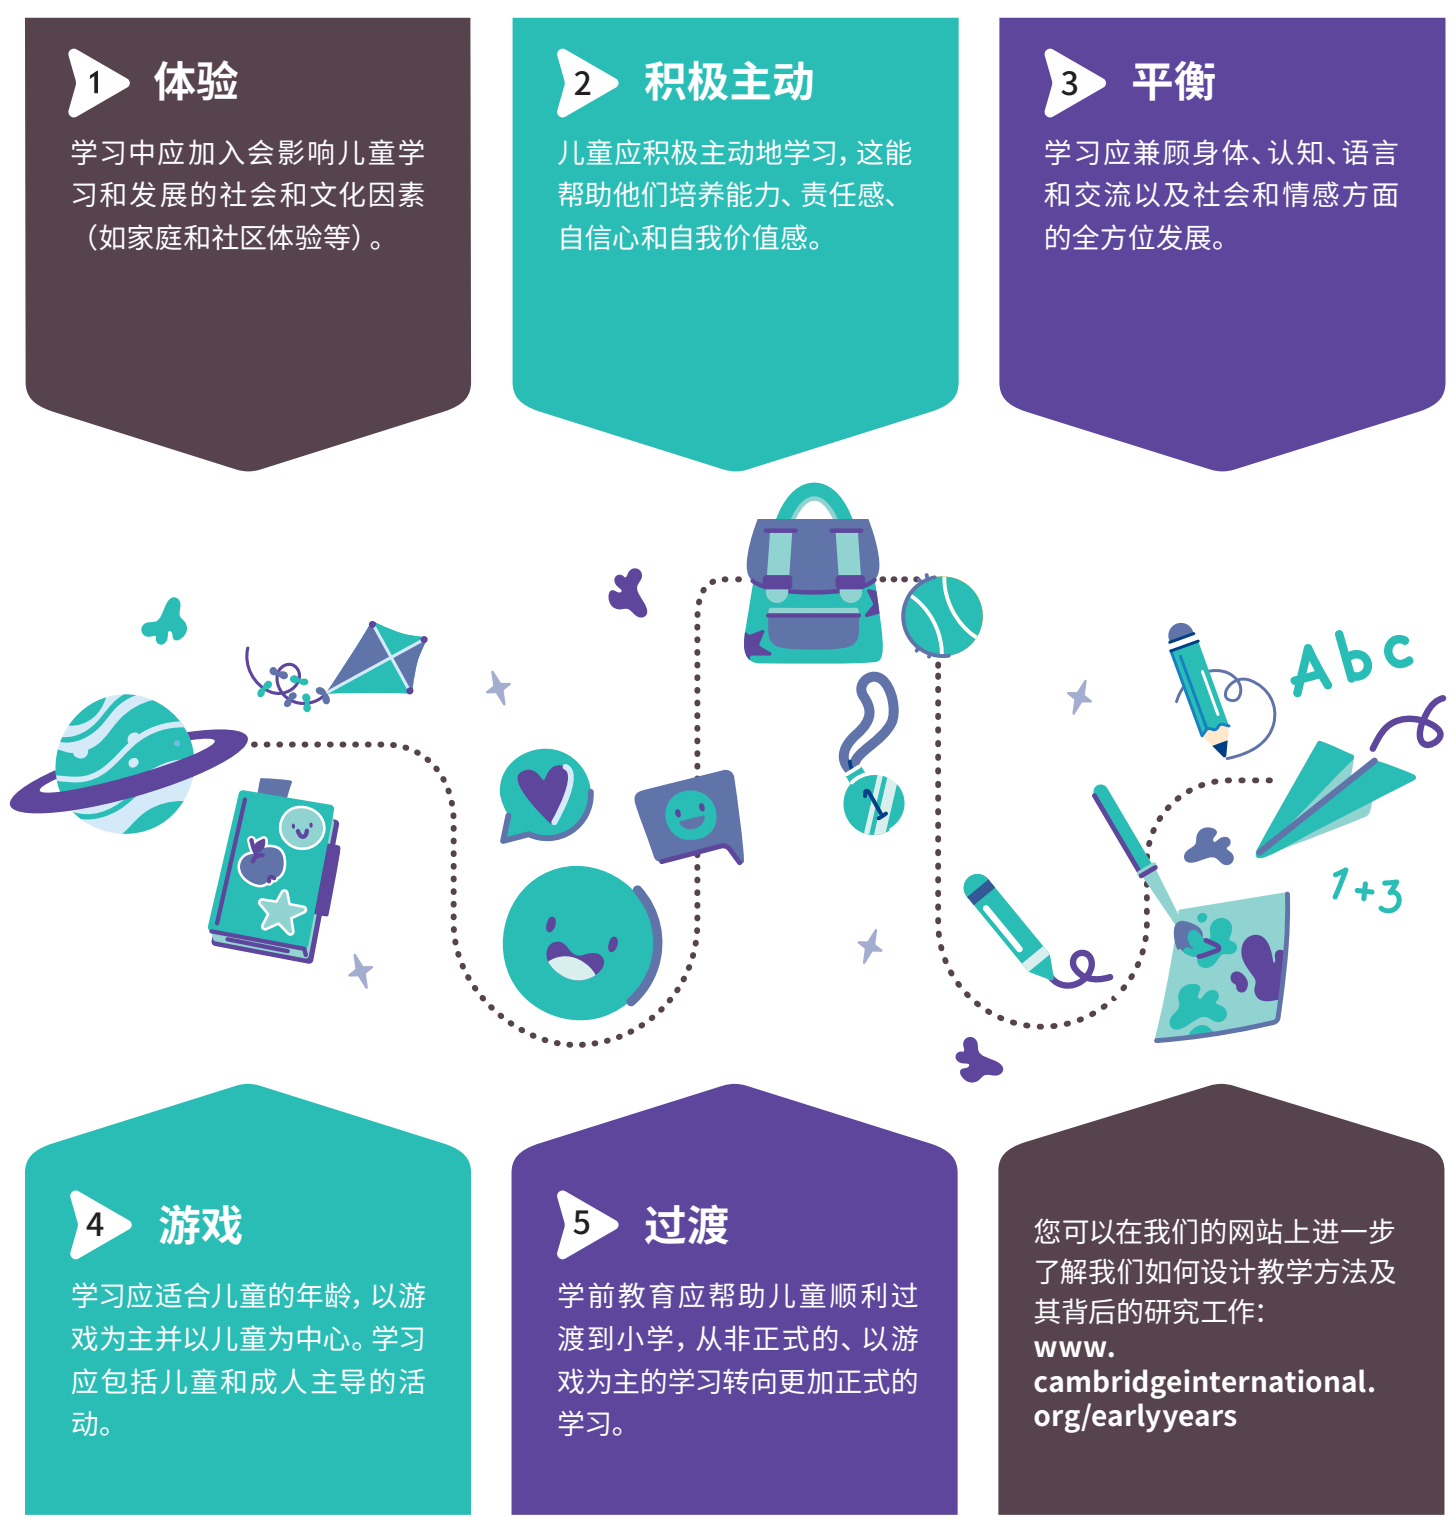 1 体验
学习中应加入会影响儿童学
习和发展的社会和文化因素
（如家庭和社区体验等）。
2 积极主动
儿童应积极主动地学习，这能
帮助他们培养能力、责任感、
自信心和自我价值感。
3 平衡
学习应兼顾身体、认知、语言
和交流以及社会和情感方面
的全方位发展。
Abc
1+3
4 游戏
学习应适合儿童的年龄，以游
戏为主并以儿童为中心。学习
应包括儿童和成人主导的活
动。
5 过渡
学前教育应帮助儿童顺利过
渡到小学，从非正式的、以游
戏为主的学习转向更加正式的
学习。
您可以在我们的网站上进一步
了解我们如何设计教学方法及
其背后的研究工作：
www.
cambridgeinternational.
org/earlyyears